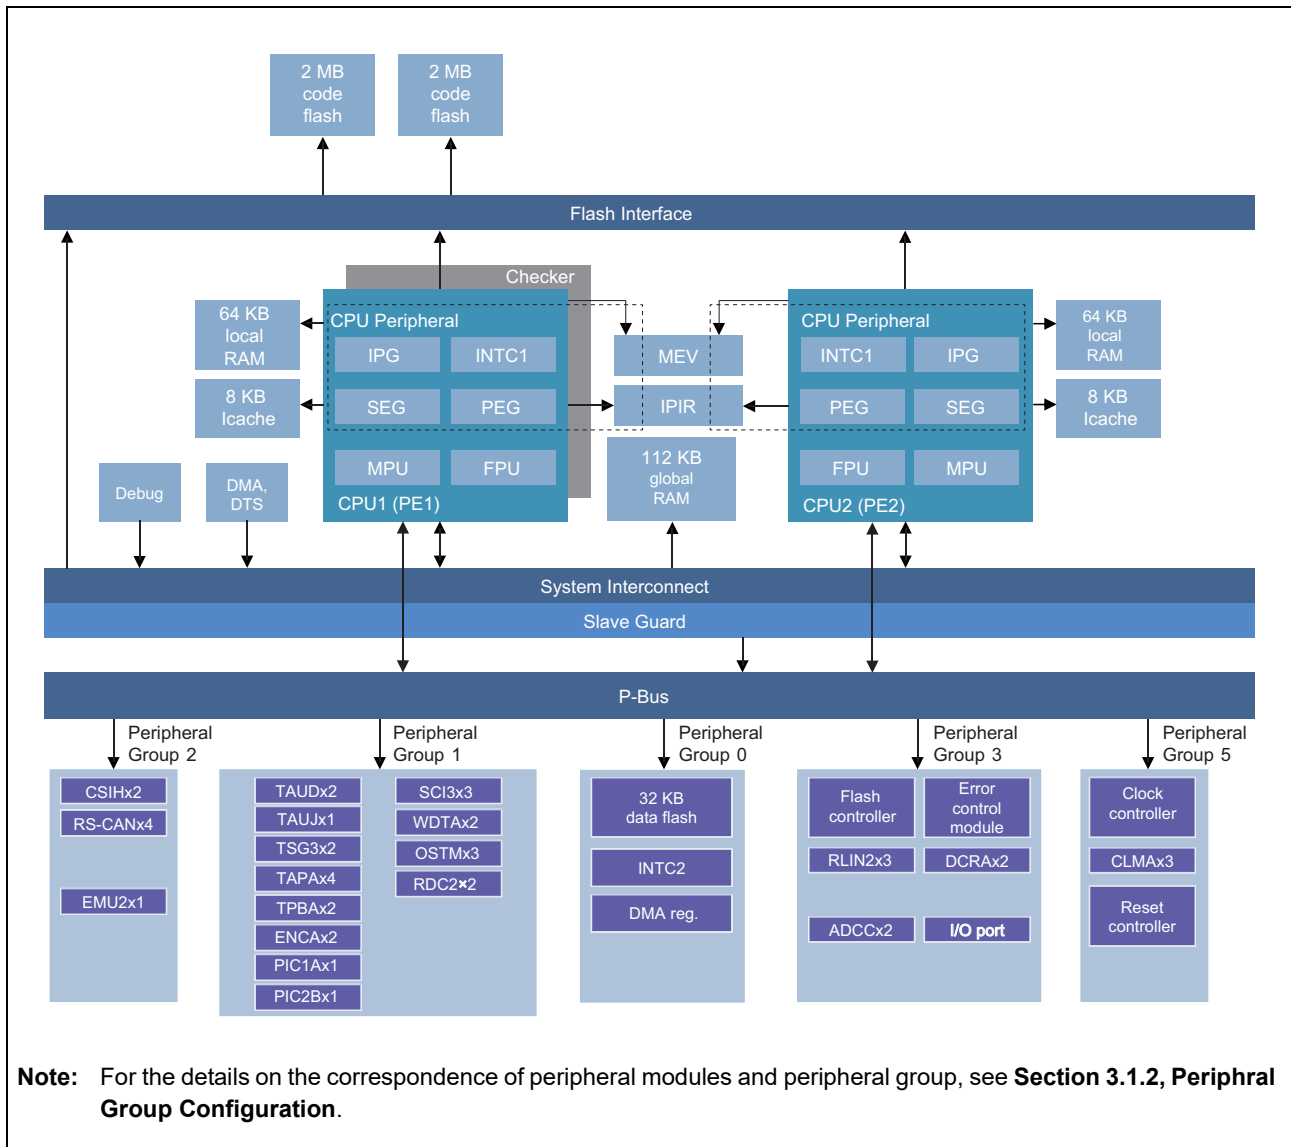 2 MB
code
flash
2 MB
code
flash
Flash Interface
Checker
64 KB
local
RAM
8 KB
Icache
CPU Peripheral
IPG
INTC1
SEG
PEG
MPU
FPU
CPU1 (PE1)
MEV
IPIR
112 KB
global
RAM
CPU Peripheral
INTC1
IPG
PEG
SEG
FPU
MPU
CPU2 (PE2)
64 KB
local
RAM
8 KB
Icache
Debug
DMA,
DTS
System Interconnect
Slave Guard
P-Bus
Peripheral
Group 2
CSIHx2
RS-CANx4
EMU2x1
Peripheral
Group 1
TAUDx2
TAUJx1
TSG3x2
TAPAx4
TPBAx2
ENCAx2
PIC1Ax1
PIC2Bx1
SCI3x3
WDTAx2
OSTMx3
RDC2×2
Peripheral
Group 0
32 KB
data flash
INTC2
DMA reg.
Peripheral
Group 3
Flash
controller
Error
control
module
RLIN2x3
DCRAx2
ADCCx2
I/O port
Peripheral
Group 5
Clock
controller
CLMAx3
Reset
controller
Note: For the details on the correspondence of peripheral modules and peripheral group, see Section 3.1.2, Periphral
Group Configuration.